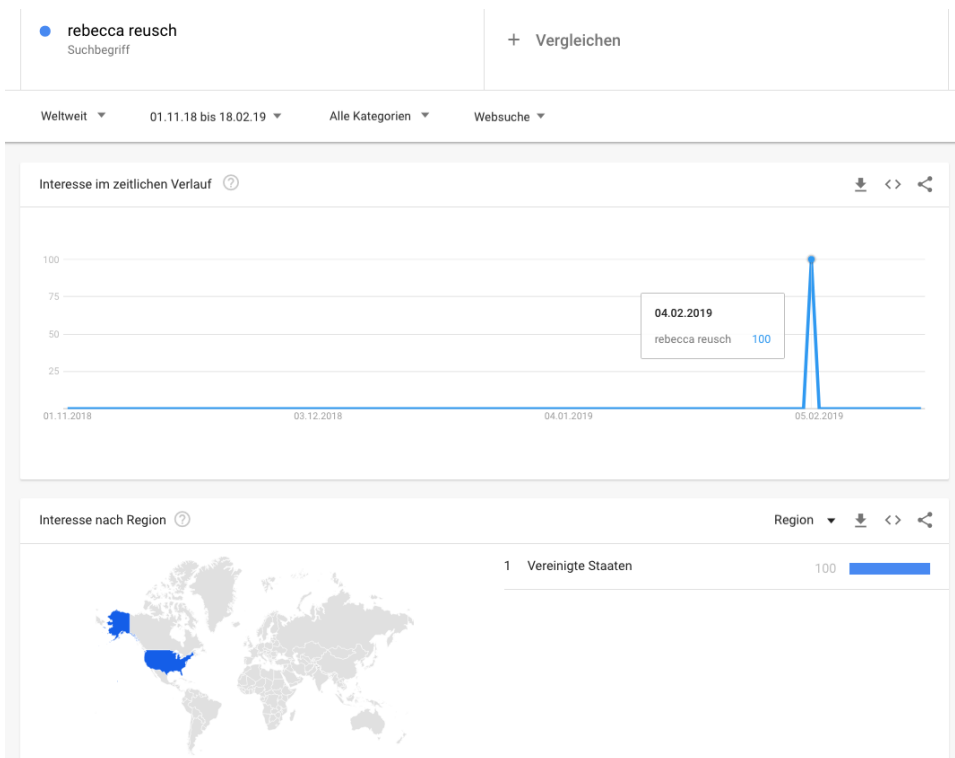 rebecca reusch
Suchbegriff
+ Vergleichen
Weltweit
01.11.18 bis 18.02.19
Alle Kategorien
Websuche
Interesse im zeitlichen Verlauf
100
75
50
25
04.02.2019
rebecca reusch 100
01.11.2018
03.12.2018
04.01.2019
05.02.2019
Interesse nach Region
Region
1 Vereinigte Staaten 100